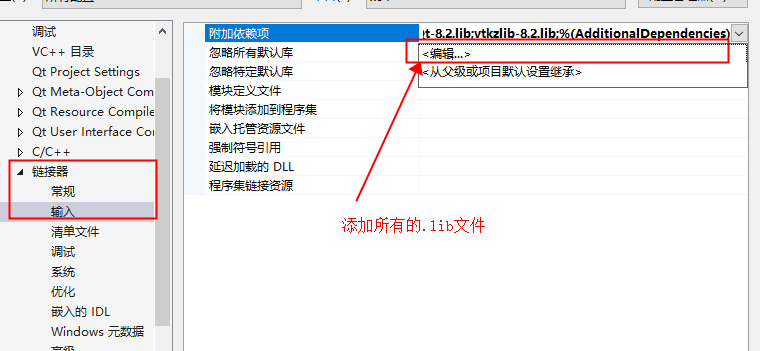 调试
VC++ 目录
Qt Project Settings
Qt Meta-Object Com
Qt Resource Compile
Qt User Interface Cor
C/C++
链接器
常规
输入
清单文件
调试
系统
优化
嵌入的 IDL
Windows 元数据
附加依赖项 qt-8.2.lib;vtkzlib-8.2.lib;%(AdditionalDependencies)
忽略所有默认库 <编辑...>
忽略特定默认库 <从父级或项目默认设置继承>
模块定义文件
将模块添加到程序集
嵌入托管资源文件
强制符号引用
延迟加载的 DLL
程序集链接资源
添加所有的.lib文件